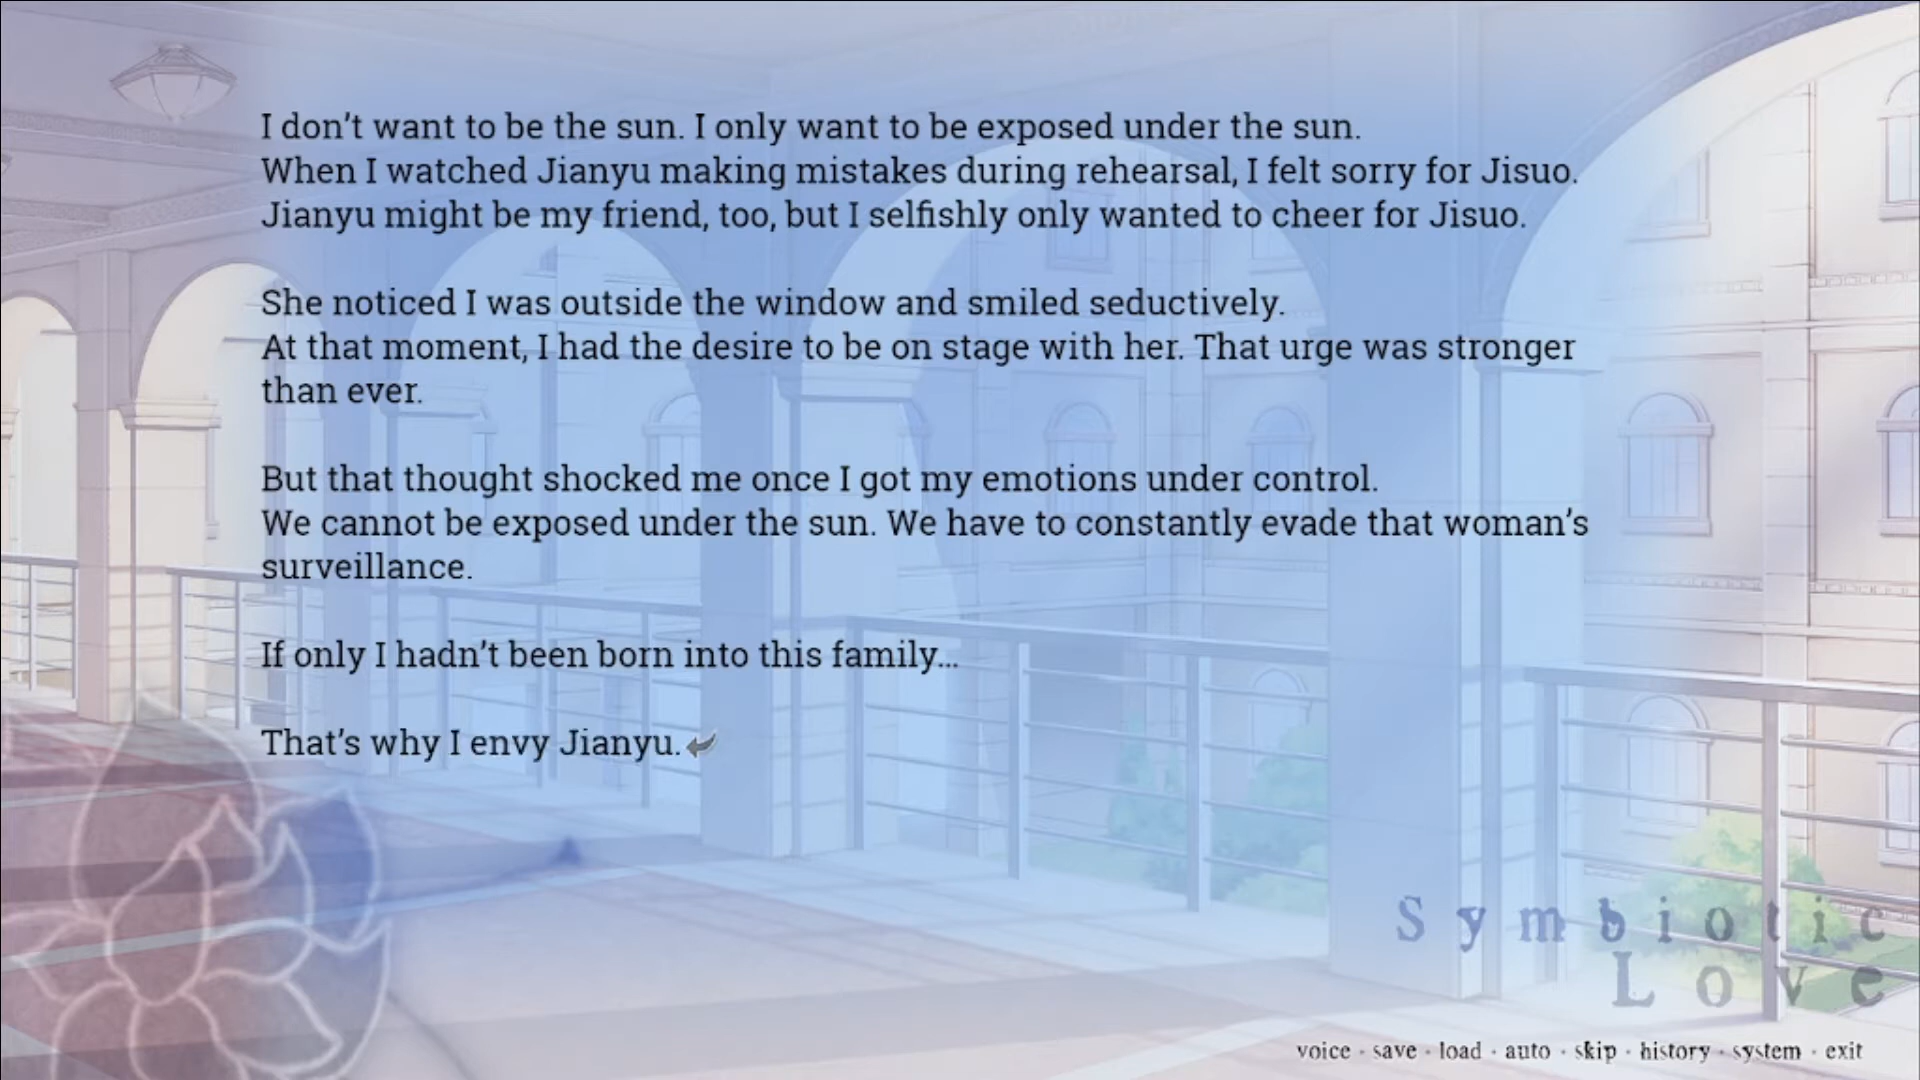 I don’t want to be the sun. I only want to be exposed under the sun.
When I watched Jianyu making mistakes during rehearsal, I felt sorry for Jisuo.
Jianyu might be my friend, too, but I selfishly only wanted to cheer for Jisuo.
She noticed I was outside the window and smiled seductively.
At that moment, I had the desire to be on stage with her. That urge was stronger
than ever.
But that thought shocked me once I got my emotions under control.
We cannot be exposed under the sun. We have to constantly evade that woman’s
surveillance.
If only I hadn’t been born into this family…
That’s why I envy Jianyu.
Symbiotic
Love
voice · save · load · auto · skip · history · system · exit